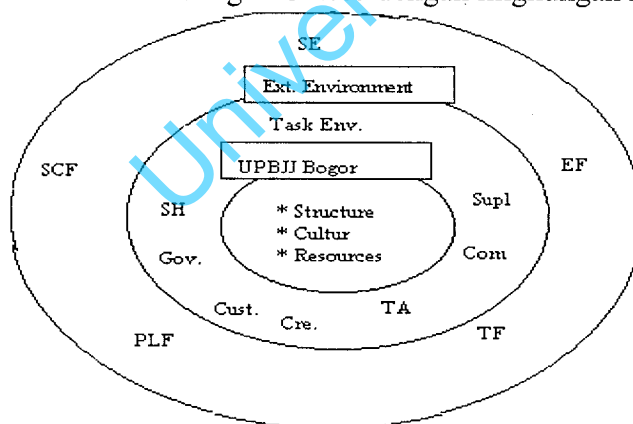 SE
Ext. Environment
Task Env.
UPBJJ Bogor
SCF
EF
SH
* Structure
* Cultur
* Resources
Supl
Gov.
Com
Cust.
Cre.
TA
PLF
TF
Univer